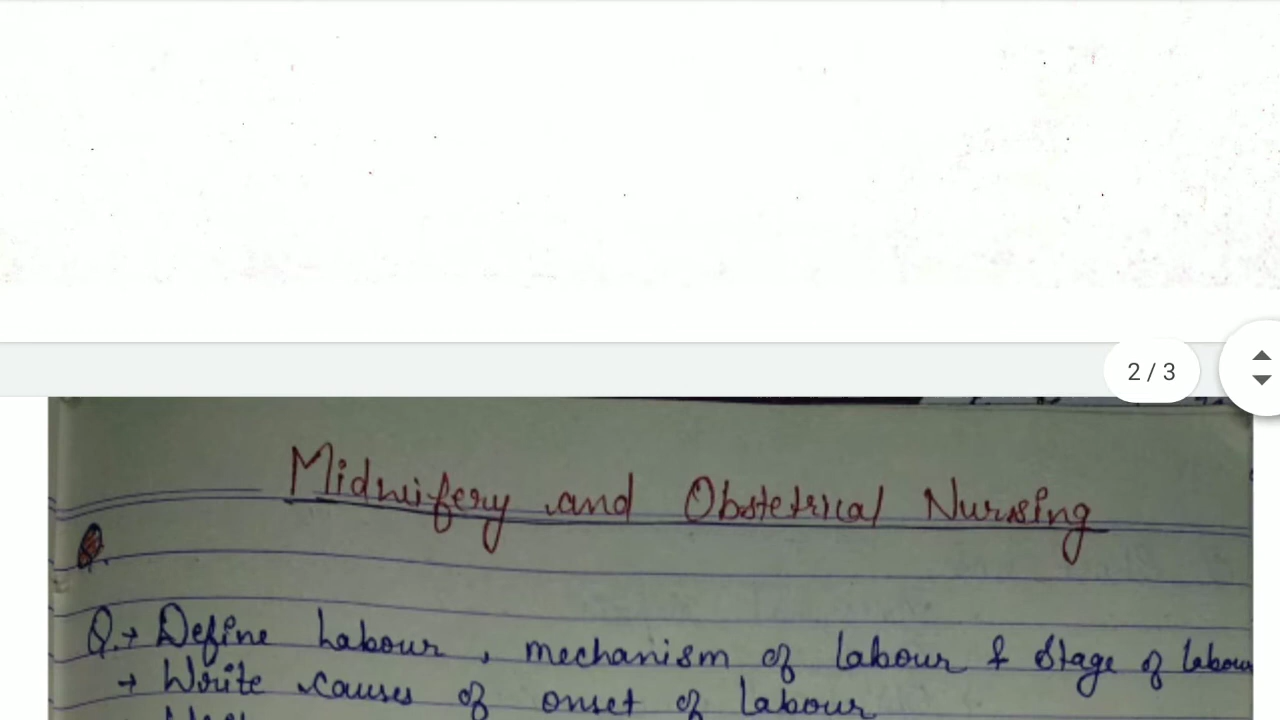 2 / 3
Midwifery and Obstetrical Nursing
Q.
Q.→ Define Labour, mechanism of labour & Stage of labour
→ Write causes of onset of labour